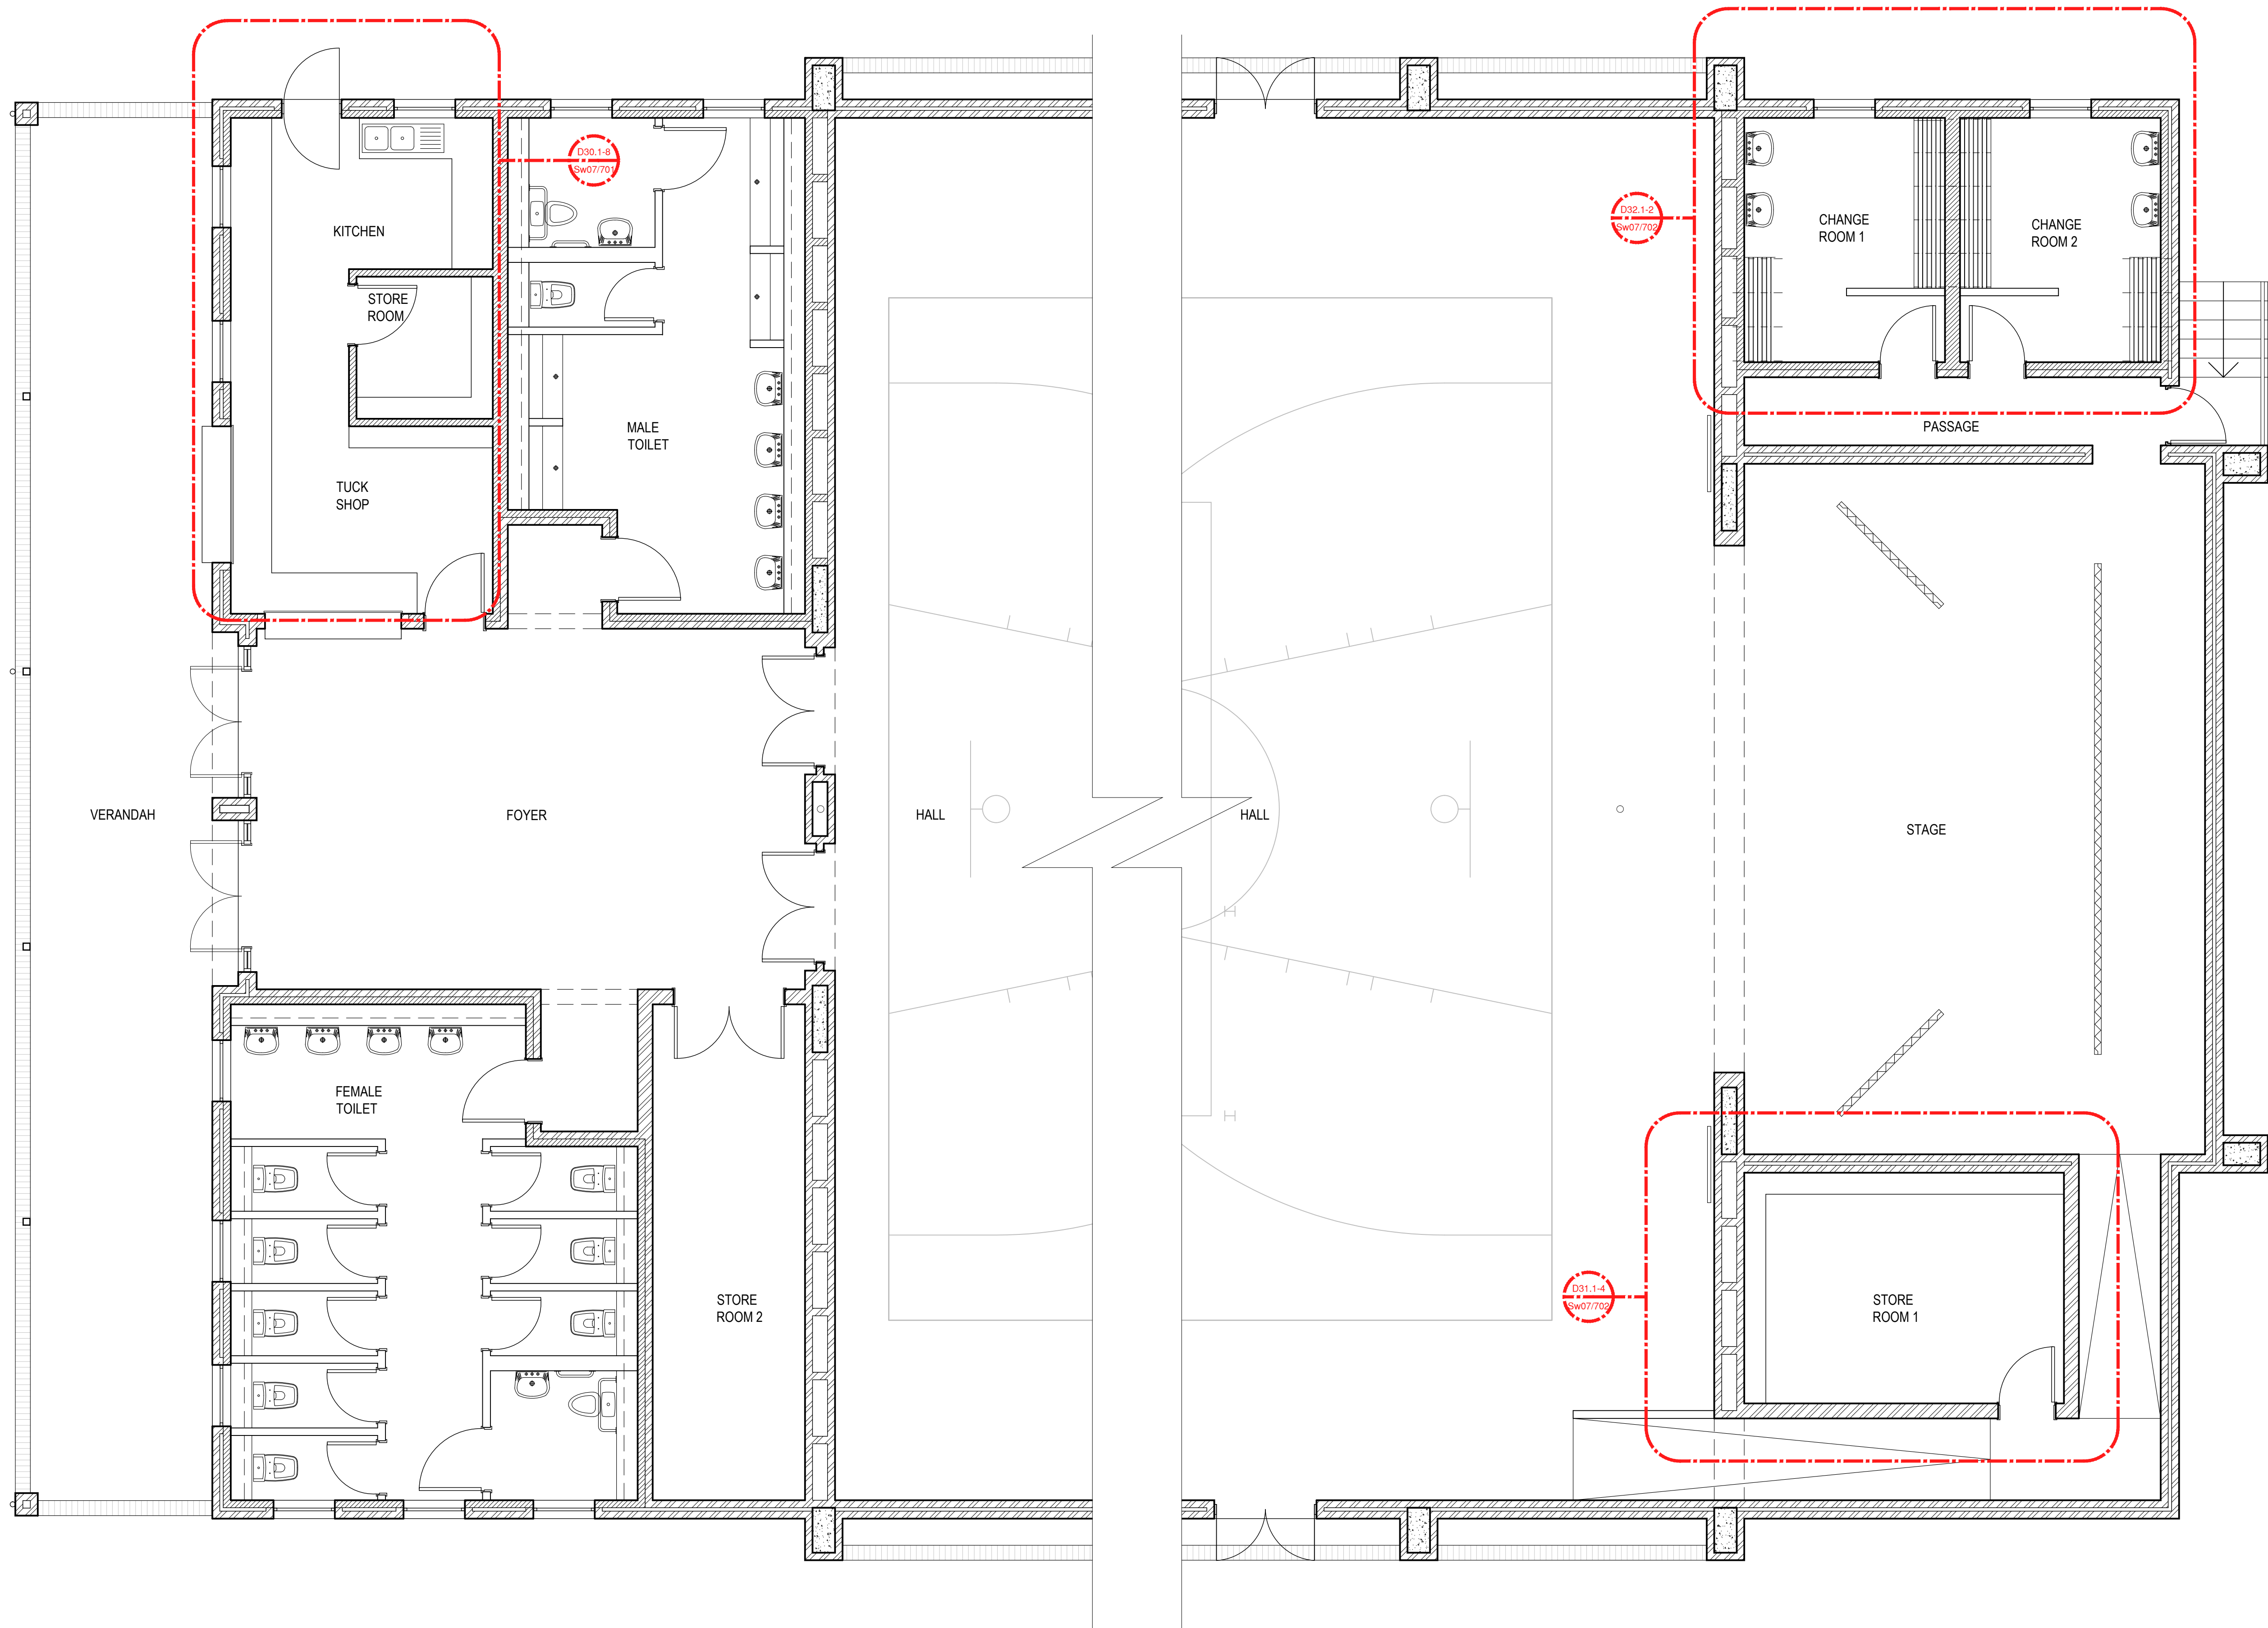 D30.1-8
Sw07/701
D32.1-2
Sw07/702
CHANGE
ROOM 1
CHANGE
ROOM 2
KITCHEN
STORE
ROOM
MALE
TOILET
PASSAGE
TUCK
SHOP
VERANDAH
FOYER
HALL
HALL
STAGE
FEMALE
TOILET
STORE
ROOM 2
D31.1-4
Sw07/702
STORE
ROOM 1